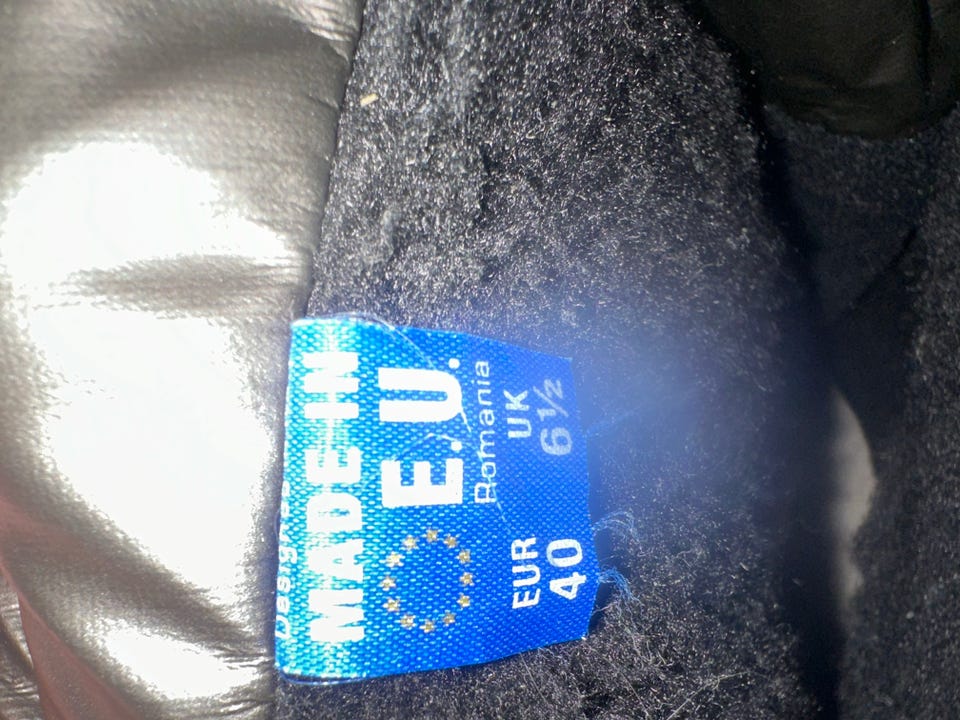 MADE IN
E.U.
Romania
EUR UK
40 6½